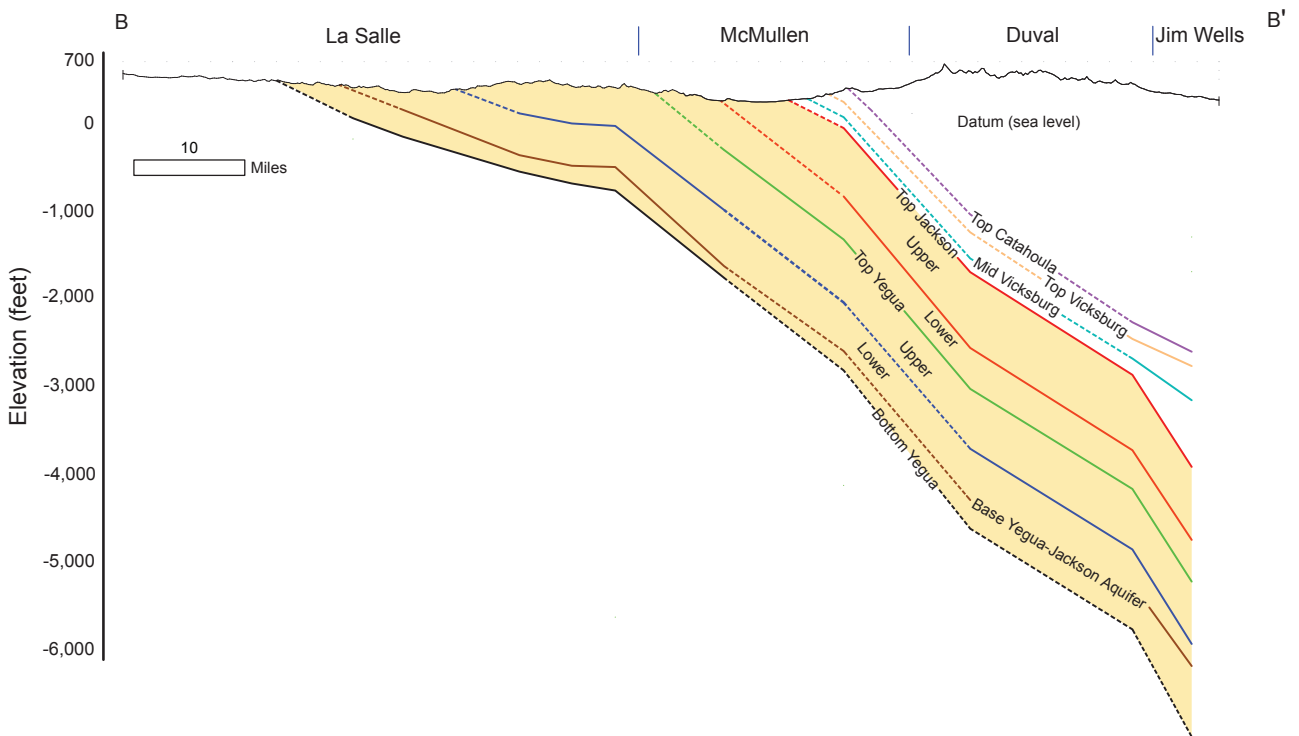 B
B'
La Salle
McMullen
Duval
Jim Wells
700
0
-1,000
-2,000
-3,000
-4,000
-5,000
-6,000
Elevation (feet)
10
Miles
Datum (sea level)
Top Catahoula
Top Vicksburg
Mid Vicksburg
Top Jackson
Upper
Lower
Top Yegua
Upper
Lower
Bottom Yegua
Base Yegua-Jackson Aquifer